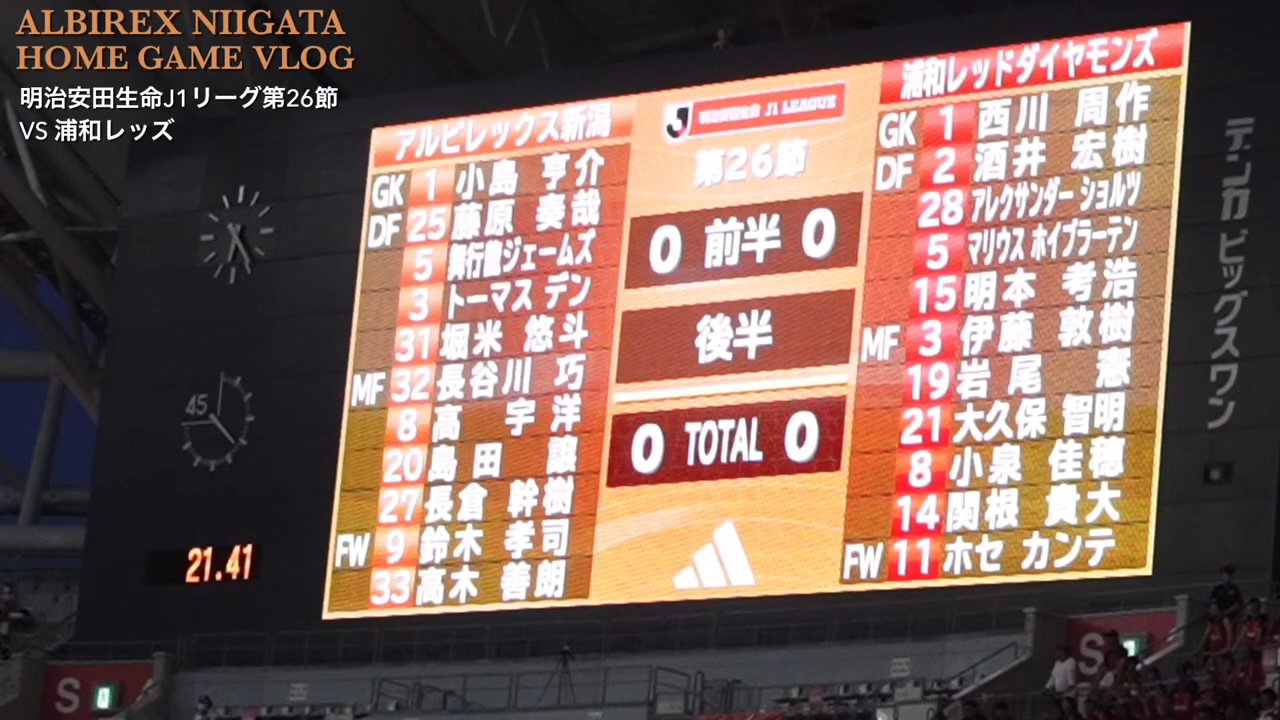 ALBIREX NIIGATA
HOME GAME VLOG
明治安田生命J1リーグ第26節
VS 浦和レッズ
アルビレックス新潟
GK 1 小島 亨介
DF 25 藤原 奏哉
5 舞行龍ジェームズ
3 トーマス デン
31 堀米 悠斗
MF 32 長谷川 巧
8 高 宇洋
20 島田 譲
27 長倉 幹樹
FW 9 鈴木 孝司
33 高木 善朗
明治安田生命 J1 LEAGUE
第26節
0 前半 0
後半
0 TOTAL 0
浦和レッドダイヤモンズ
GK 1 西川 周作
DF 2 酒井 宏樹
28 アレクサンダー ショルツ
5 マリウス ホイブラーテン
15 明本 考浩
MF 3 伊藤 敦樹
19 岩尾 憲
21 大久保 智明
8 小泉 佳穂
14 関根 貴大
FW 11 ホセ カンテ
デンカビッグスワン
45
21.41
S
S